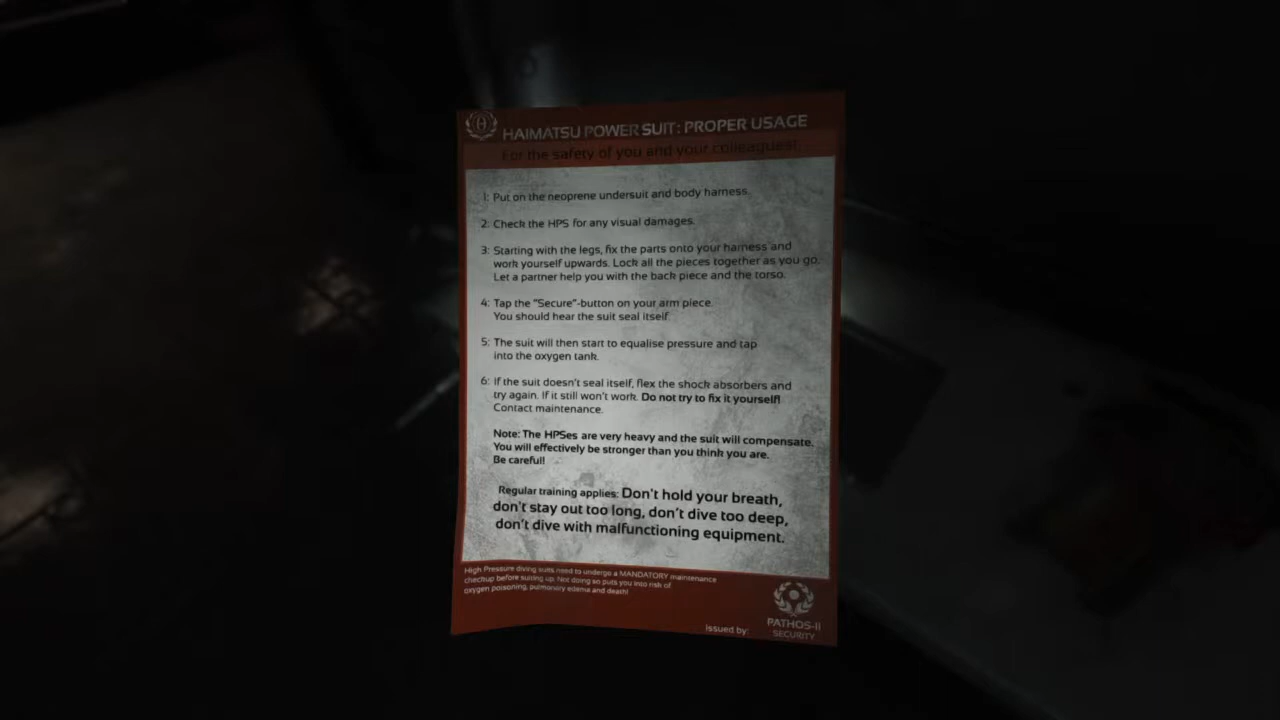 HAIMATSU POWER SUIT: PROPER USAGE
For the safety of you and your colleagues!
1: Put on the neoprene undersuit and body harness.
2: Check the HPS for any visual damages.
3: Starting with the legs, fix the parts onto your harness and
work yourself upwards. Lock all the pieces together as you go.
Let a partner help you with the back piece and the torso.
4: Tap the "Secure"-button on your arm piece.
You should hear the suit seal itself.
5: The suit will then start to equalise pressure and tap
into the oxygen tank.
6: If the suit doesn't seal itself, flex the shock absorbers and
try again. If it still won't work. Do not try to fix it yourself!
Contact maintenance.
Note: The HPSes are very heavy and the suit will compensate.
You will effectively be stronger than you think you are.
Be careful!
Regular training applies: Don't hold your breath,
don't stay out too long, don't dive too deep,
don't dive with malfunctioning equipment.
High Pressure diving suits need to undergo a MANDATORY maintenance
checkup before suiting up. Not doing so puts you into risk of
oxygen poisoning, pulmonary edema and death!
Issued by:
PATHOS-II
SECURITY